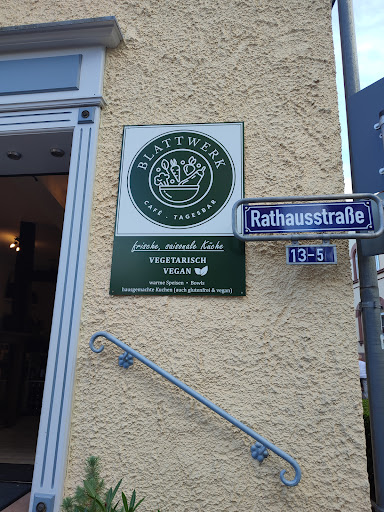 BLATTWERK
CAFÉ · TAGESBAR
frische, saisonale Küche
VEGETARISCH
VEGAN
warme Speisen • Bowls
hausgemachte Kuchen (auch glutenfrei & vegan)
Rathausstraße
13-5